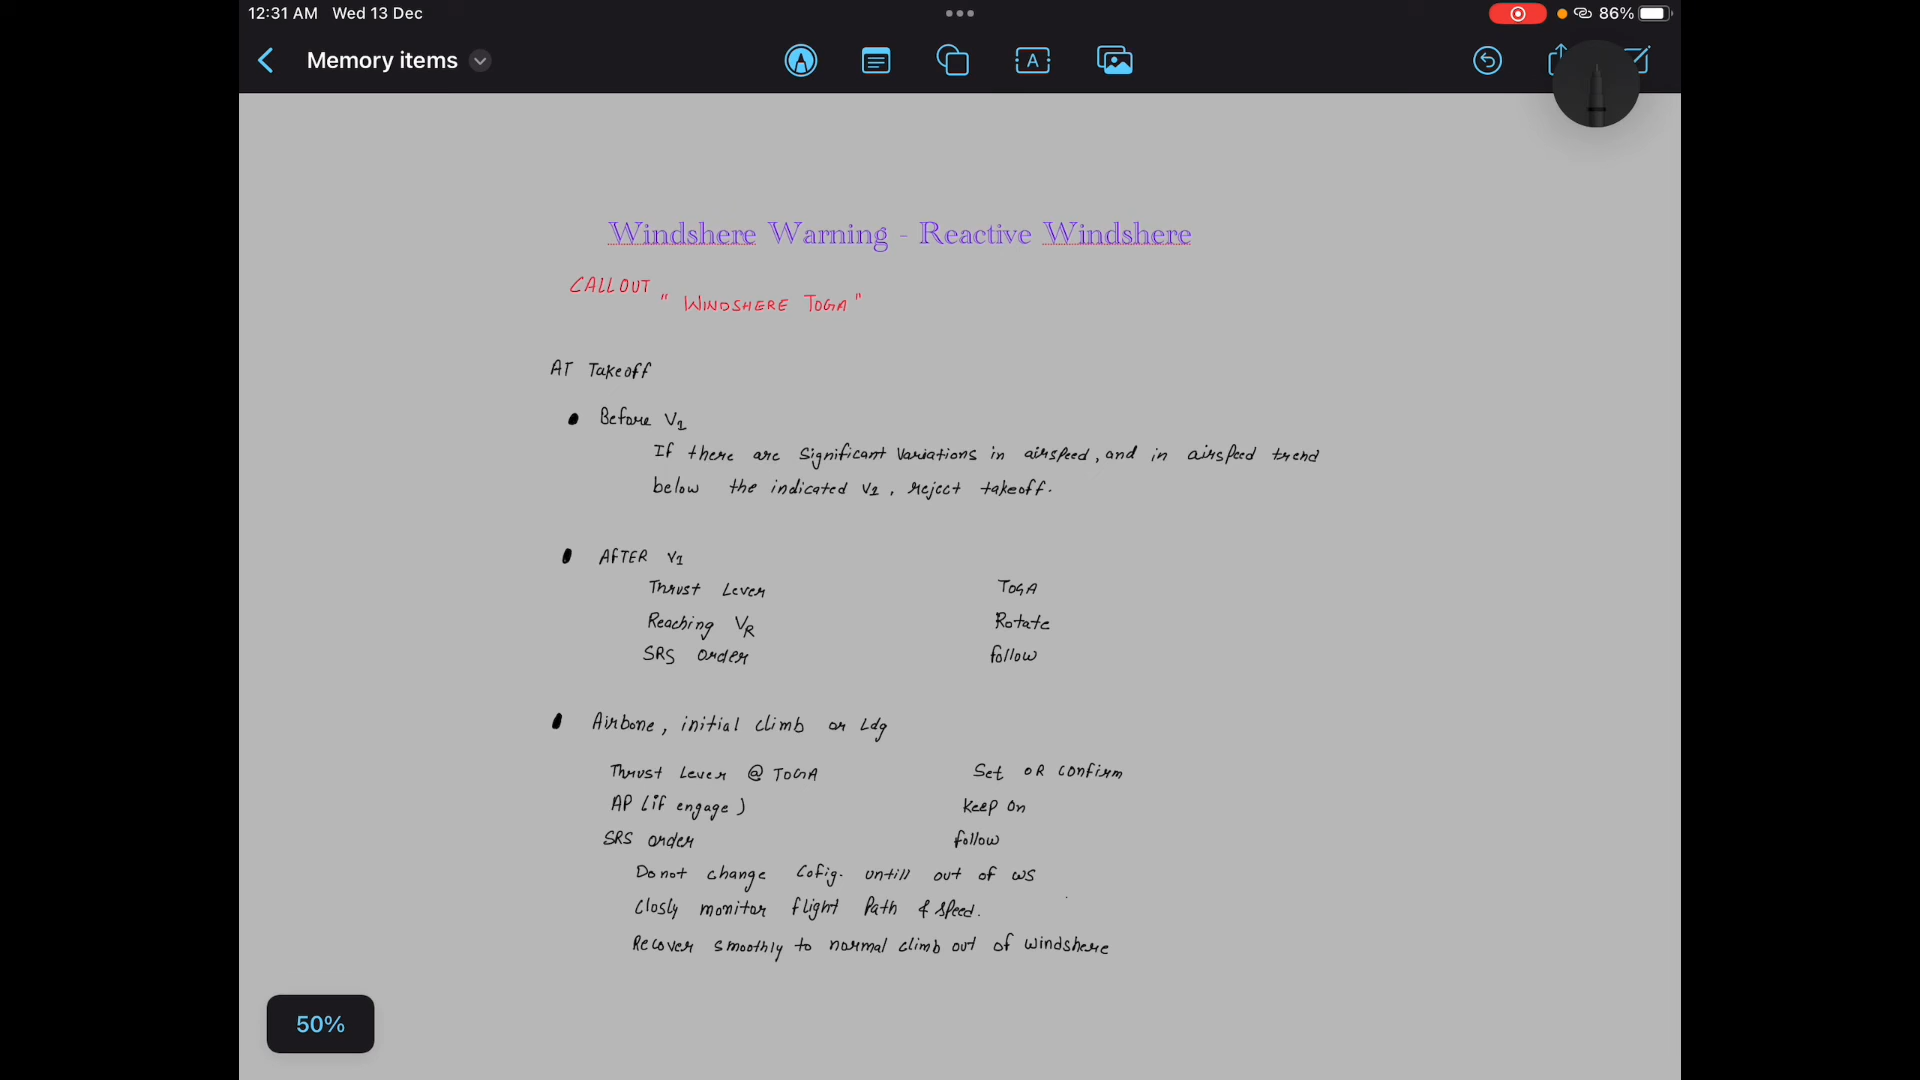 12:31 AM Wed 13 Dec
86%
Memory items
A
Windshere Warning - Reactive Windshere
CALLOUT
" WINDSHERE TOGA "
AT Takeoff
Before V1
If there are significant variations in airspeed, and in airspeed trend
below the indicated V1, reject takeoff.
AFTER V1
Thrust Lever TOGA
Reaching VR Rotate
SRS order follow
Airbone, initial climb or Ldg
Thrust Lever @ TOGA Set OR confirm
AP (if engage) Keep on
SRS order follow
Do not change Cofig. untill out of ws
Closly monitor flight Path & speed.
Recover smoothly to normal climb out of windshere
50%